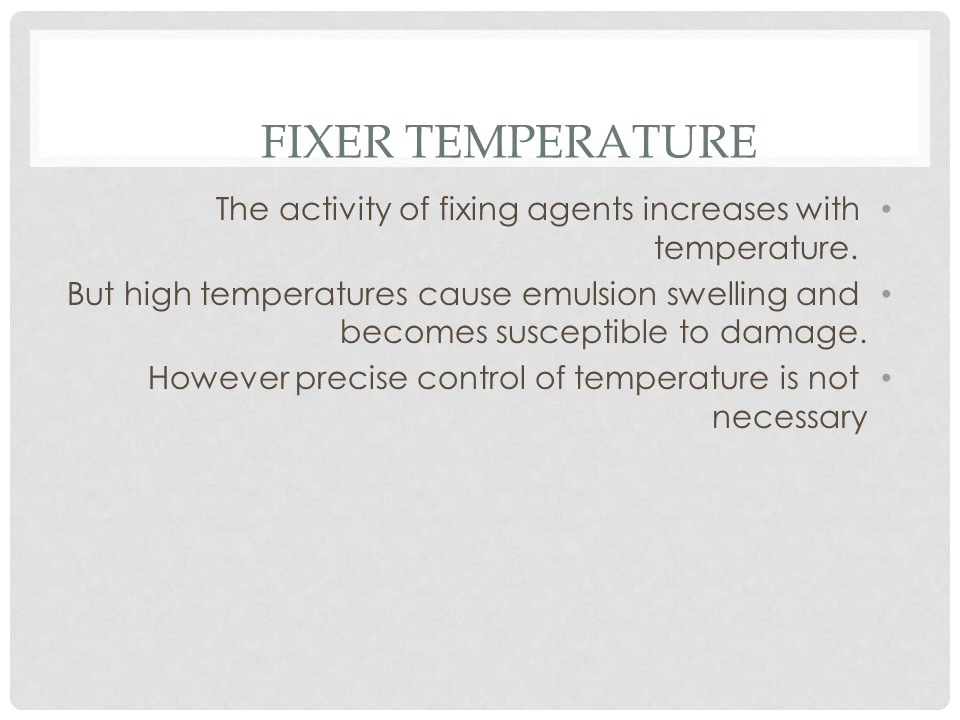 FIXER TEMPERATURE
The activity of fixing agents increases with •
temperature.
But high temperatures cause emulsion swelling and •
becomes susceptible to damage.
However precise control of temperature is not •
necessary